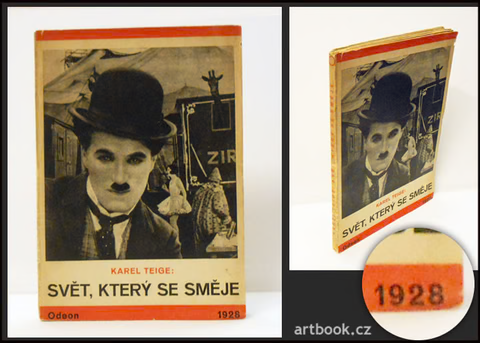 ZIR
KAREL TEIGE:
SVĚT, KTERÝ SE SMĚJE
Odeon 1928
ZIR
KAREL TEIGE:
SVĚT, KTERÝ SE SMĚJE
Odeon
1928
artbook.cz